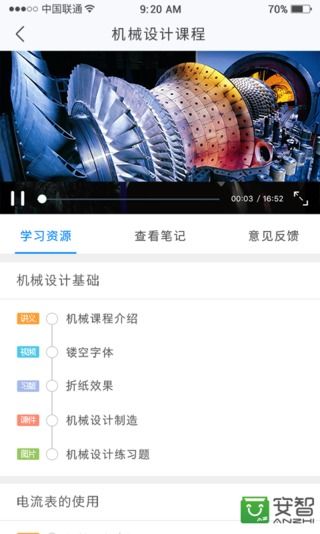 中国联通 9:20 AM 70%
机械设计课程
00:03 / 16:52
学习资源 查看笔记 意见反馈
机械设计基础
讲义 机械课程介绍
视频 镂空字体
习题 折纸效果
课件 机械设计制造
图片 机械设计练习题
电流表的使用
安智
ANZHI